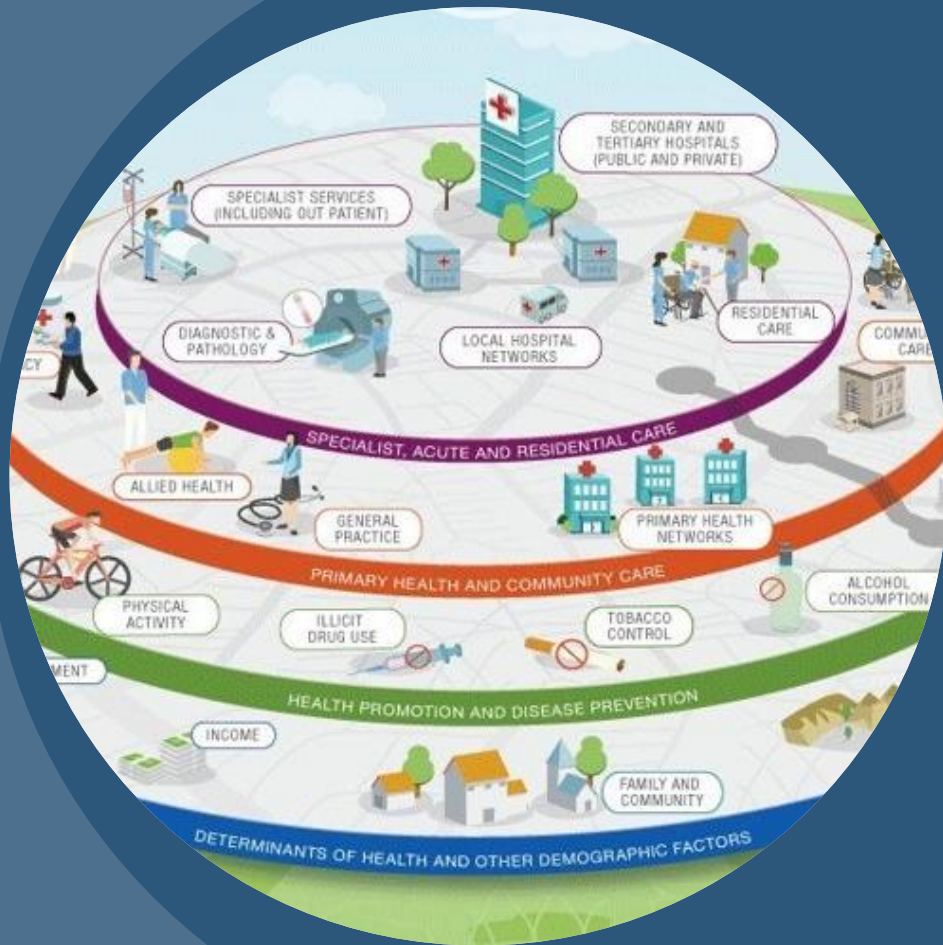 SECONDARY AND
TERTIARY HOSPITALS
(PUBLIC AND PRIVATE)
SPECIALIST SERVICES
(INCLUDING OUT PATIENT)
RESIDENTIAL
CARE
DIAGNOSTIC &
PATHOLOGY
LOCAL HOSPITAL
NETWORKS
CARE
SPECIALIST, ACUTE AND RESIDENTIAL CARE
ALLIED HEALTH
GENERAL
PRACTICE
PRIMARY HEALTH
NETWORKS
PRIMARY HEALTH AND COMMUNITY CARE
PHYSICAL
ACTIVITY
ILLICIT
DRUG USE
TOBACCO
CONTROL
ALCOHOL
CONSUMPTION
HEALTH PROMOTION AND DISEASE PREVENTION
INCOME
FAMILY AND
COMMUNITY
DETERMINANTS OF HEALTH AND OTHER DEMOGRAPHIC FACTORS